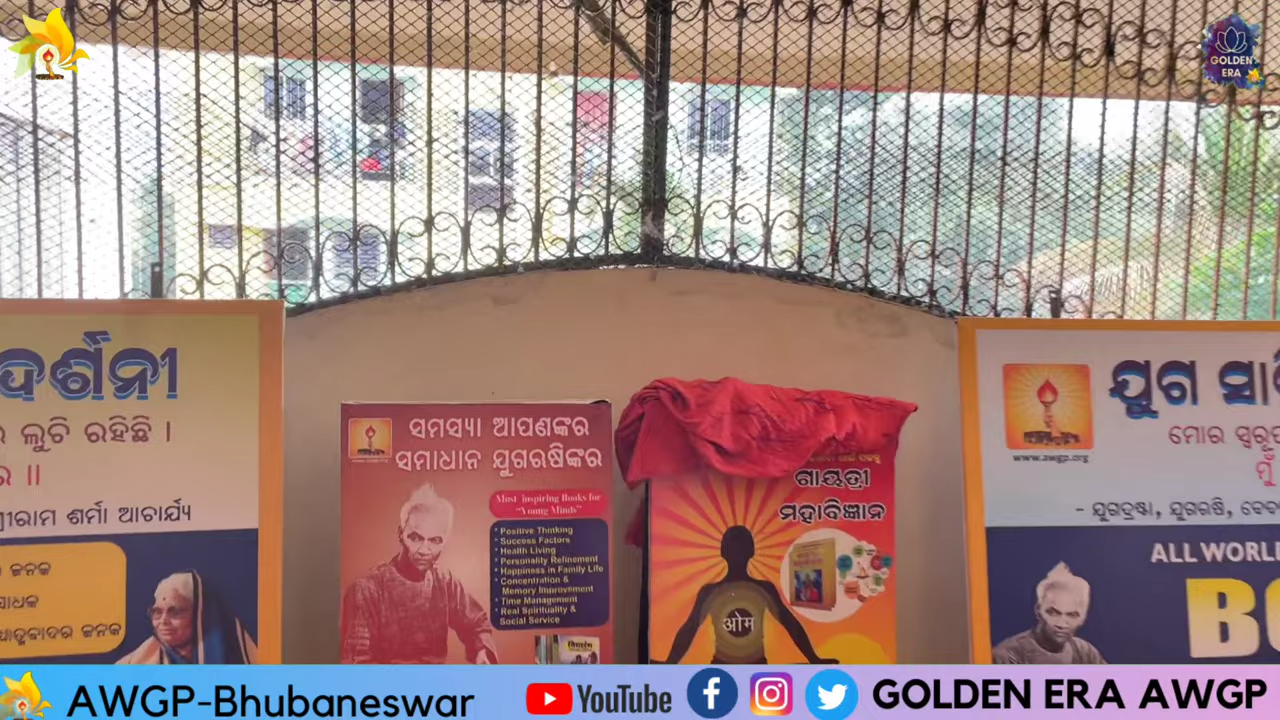 GOLDEN
ERA
ଦର୍ଶନୀ
ଲୁଚି ରହିଛି ।
ର ॥
ଶ୍ରୀରାମ ଶର୍ମା ଆଚାର୍ଯ୍ୟ
ଜନକ
ସାଧକ
ଜନକ
ସମସ୍ୟା ଆପଣଙ୍କର
ସମାଧାନ ଯୁଗଋଷିଙ୍କର
Most inspiring Books for
"Young Minds"
* Positive Thinking
* Success Factors
* Health Living
* Personality Refinement
* Happiness in Family Life
* Concentration &
Memory Improvement
* Time Management
* Real Spirituality &
Social Service
ଗାୟତ୍ରୀ
ମହାବିଜ୍ଞାନ
ओम
www.awgp.org
ଯୁଗ
ମୋର
ମୁଁ
- ଯୁଗଦ୍ରଷ୍ଟା, ଯୁଗଋଷି,
ALL WORL
AWGP-Bhubaneswar
YouTube
GOLDEN ERA AWGP